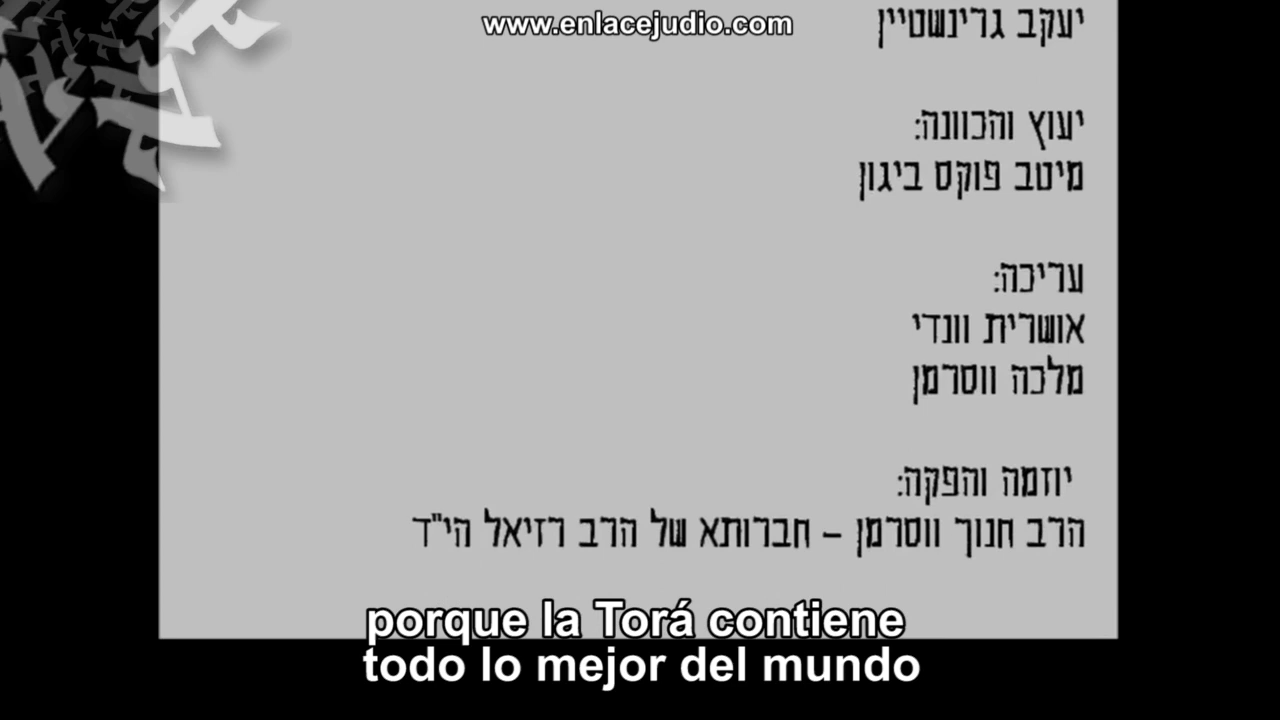 www.enlacejudio.com
יעקב גרינשטיין
יעוץ והכוונה:
מיטב פוקס ביגון
עריכה:
אושרית וונדי
מלכה ווסרמן
יוזמה והפקה:
הרב חנוך ווסרמן – חברותא של הרב רזיאל הי"ד
porque la Torá contiene
todo lo mejor del mundo